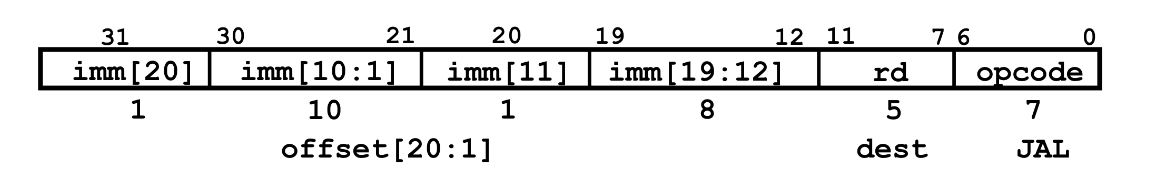 31 30 21 20 19 12 11 7 6 0
imm[20] imm[10:1] imm[11] imm[19:12] rd opcode
1 10 1 8 5 7
offset[20:1] dest JAL